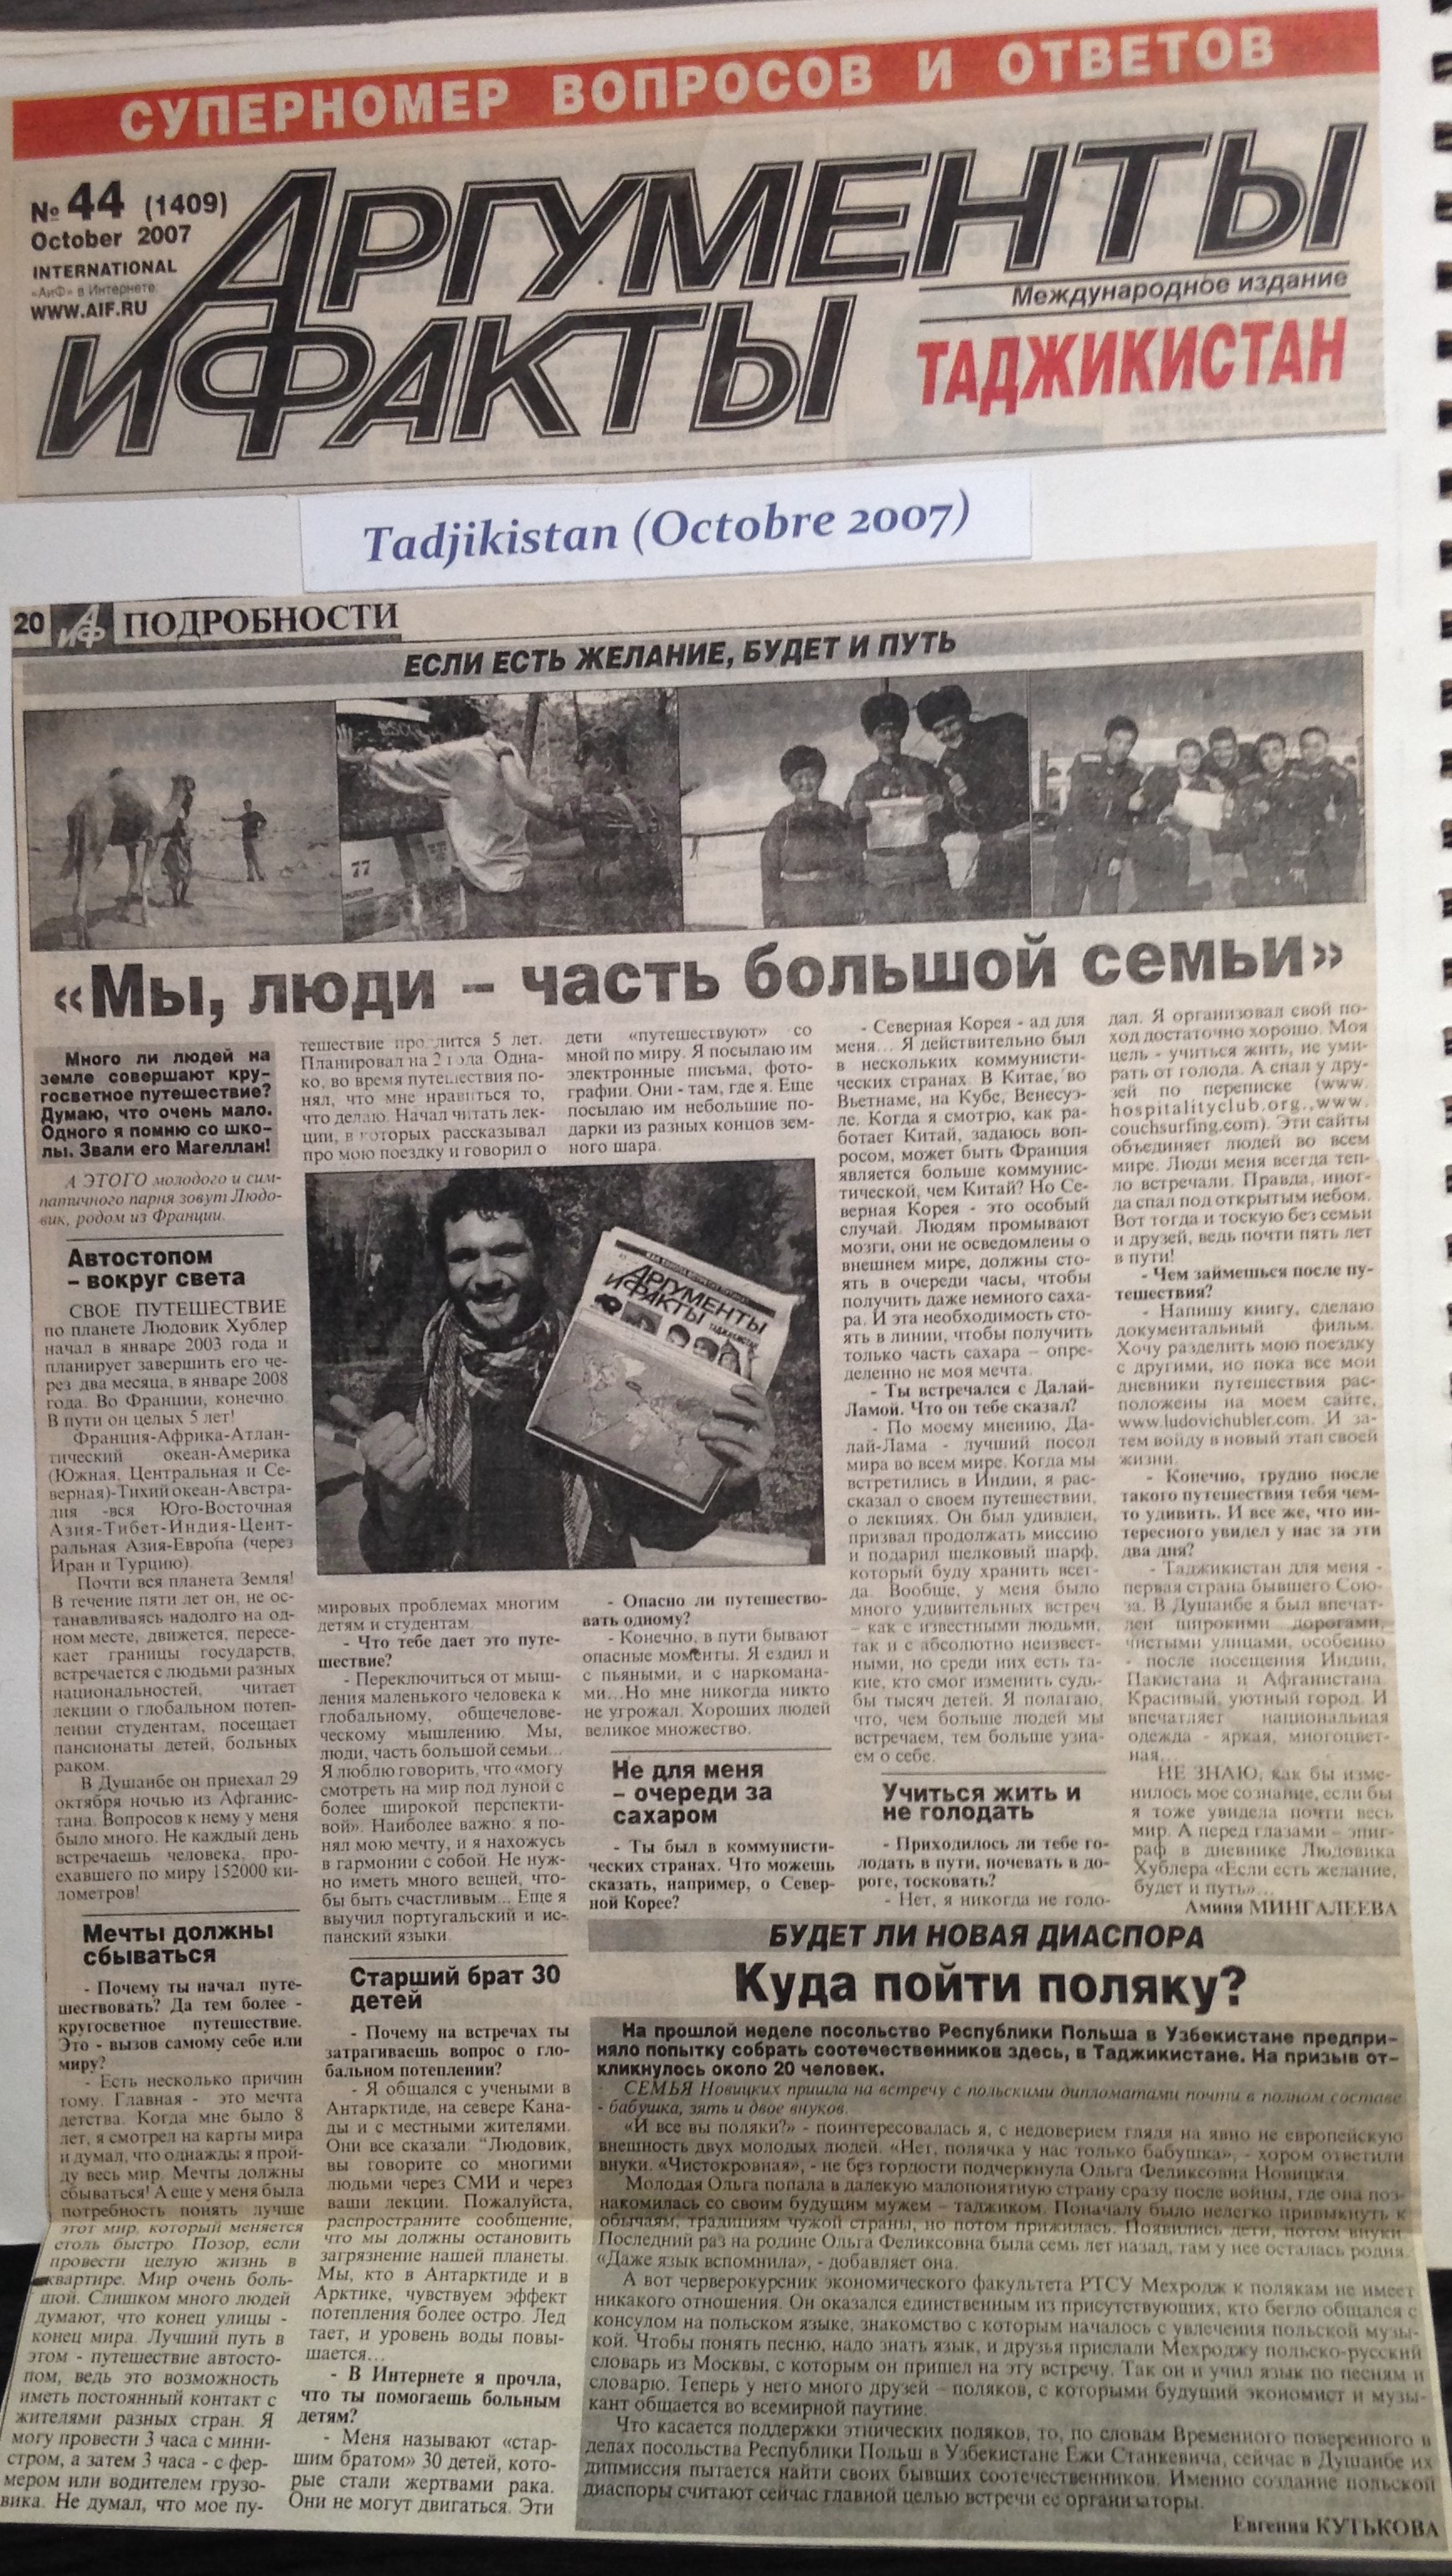 СУПЕРНОМЕР ВОПРОСОВ И ОТВЕТОВ
№ 44 (1409)
October 2007
INTERNATIONAL
«АиФ» в Интернете
WWW.AIF.RU
АРГУМЕНТЫ
И ФАКТЫ
Международное издание
ТАДЖИКИСТАН
Tadjikistan (Octobre 2007)
20 АиФ ПОДРОБНОСТИ
ЕСЛИ ЕСТЬ ЖЕЛАНИЕ, БУДЕТ И ПУТЬ
77
«Мы, люди – часть большой семьи»
Много ли людей на
земле совершают кру-
госветное путешествие?
Думаю, что очень мало.
Одного я помню со шко-
лы. Звали его Магеллан!
А ЭТОГО молодого и сим-
патичного парня зовут Людо-
вик, родом из Франции.
Автостопом
– вокруг света
СВОЕ ПУТЕШЕСТВИЕ
по планете Людовик Хублер
начал в январе 2003 года и
планирует завершить его че-
рез два месяца, в январе 2008
года. Во Франции, конечно.
В пути он целых 5 лет!
Франция-Африка-Атлан-
тический океан-Америка
(Южная, Центральная и Се-
верная)-Тихий океан-Австра-
лия -вся Юго-Восточная
Азия-Тибет-Индия-Цент-
ральная Азия-Европа (через
Иран и Турцию).
Почти вся планета Земля!
В течение пяти лет он, не ос-
танавливаясь надолго на од-
ном месте, движется, пересе-
кает границы государств,
встречается с людьми разных
национальностей, читает
лекции о глобальном потеп-
лении студентам, посещает
пансионаты детей, больных
раком.
В Душанбе он приехал 29
октября ночью из Афганис-
тана. Вопросов к нему у меня
было много. Не каждый день
встречаешь человека, про-
ехавшего по миру 152000 ки-
лометров!
Мечты должны
сбываться
- Почему ты начал путе-
шествовать? Да тем более -
кругосветное путешествие.
Это - вызов самому себе или
миру?
- Есть несколько причин
тому. Главная - это мечта
детства. Когда мне было 8
лет, я смотрел на карты мира
и думал, что однажды я прой-
ду весь мир. Мечты должны
сбываться! А еще у меня была
потребность понять лучше
этот мир, который меняется
столь быстро. Позор, если
провести целую жизнь в
квартире. Мир очень боль-
шой. Слишком много людей
думают, что конец улицы -
конец мира. Лучший путь в
этом - путешествие автосто-
пом, ведь это возможность
иметь постоянный контакт с
жителями разных стран. Я
могу провести 3 часа с мини-
стром, а затем 3 часа - с фер-
мером или водителем грузо-
вика. Не думал, что мое пу-
тешествие продлится 5 лет.
Планировал на 2 года. Одна-
ко, во время путешествия по-
нял, что мне нравиться то,
что делаю. Начал читать лек-
ции, в которых рассказывал
про мою поездку и говорил о
мировых проблемах многим
детям и студентам.
- Что тебе дает это путе-
шествие?
- Переключиться от мыш-
ления маленького человека к
глобальному, общечелове-
ческому мышлению. Мы,
люди, часть большой семьи...
Я люблю говорить, что «могу
смотреть на мир под луной с
более широкой перспекти-
вой». Наиболее важно: я по-
нял мою мечту, и я нахожусь
в гармонии с собой. Не нуж-
но иметь много вещей, что-
бы быть счастливым... Еще я
выучил португальский и ис-
панский языки.
Старший брат 30
детей
- Почему на встречах ты
затрагиваешь вопрос о гло-
бальном потеплении?
- Я общался с учеными в
Антарктиде, на севере Кана-
ды и с местными жителями.
Они все сказали: “Людовик,
вы говорите со многими
людьми через СМИ и через
ваши лекции. Пожалуйста,
распространите сообщение,
что мы должны остановить
загрязнение нашей планеты.
Мы, кто в Антарктиде и в
Арктике, чувствуем эффект
потепления более остро. Лед
тает, и уровень воды повы-
шается...
- В Интернете я прочла,
что ты помогаешь больным
детям?
- Меня называют «стар-
шим братом» 30 детей, кото-
рые стали жертвами рака.
Они не могут двигаться. Эти
дети «путешествуют» со
мной по миру. Я посылаю им
электронные письма, фото-
графии. Они - там, где я. Еще
посылаю им небольшие по-
дарки из разных концов зем-
ного шара.
АРГУМЕНТЫ
И ФАКТЫ
ТАДЖИКИСТАН
- Опасно ли путешество-
вать одному?
- Конечно, в пути бывают
опасные моменты. Я ездил и
с пьяными, и с наркомана-
ми...Но мне никогда никто
не угрожал. Хороших людей
великое множество.
Не для меня
– очереди за
сахаром
- Ты был в коммунисти-
ческих странах. Что можешь
сказать, например, о Север-
ной Корее?
- Северная Корея - ад для
меня... Я действительно был
в нескольких коммунисти-
ческих странах. В Китае, во
Вьетнаме, на Кубе, Венесуэ-
ле. Когда я смотрю, как ра-
ботает Китай, задаюсь воп-
росом, может быть Франция
является больше коммунис-
тической, чем Китай? Но Се-
верная Корея - это особый
случай. Людям промывают
мозги, они не осведомлены о
внешнем мире, должны сто-
ять в очереди часы, чтобы
получить даже немного саха-
ра. И эта необходимость сто-
ять в линии, чтобы получить
только часть сахара – опре-
деленно не моя мечта.
- Ты встречался с Далай-
Ламой. Что он тебе сказал?
- По моему мнению, Да-
лай-Лама - лучший посол
мира во всем мире. Когда мы
встретились в Индии, я рас-
сказал о своем путешествии,
о лекциях. Он был удивлен,
призвал продолжать миссию
и подарил шелковый шарф,
который буду хранить всег-
да. Вообще, у меня было
много удивительных встреч
– как с известными людьми,
так и с абсолютно неизвест-
ными, но среди них есть та-
кие, кто смог изменить судь-
бы тысяч детей. Я полагаю,
что, чем больше людей мы
встречаем, тем больше узна-
ем о себе.
Учиться жить и
не голодать
- Приходилось ли тебе го-
лодать в пути, ночевать в до-
роге, тосковать?
- Нет, я никогда не голо-
дал. Я организовал свой по-
ход достаточно хорошо. Моя
цель - учиться жить, не уми-
рать от голода. А спал у дру-
зей по переписке (www.
hospitalityclub.org.,www.
couchsurfing.com). Эти сайты
объединяет людей во всем
мире. Люди меня всегда теп-
ло встречали. Правда, иног-
да спал под открытым небом.
Вот тогда и тоскую без семьи
и друзей, ведь почти пять лет
в пути!
- Чем займешься после пу-
тешествия?
- Напишу книгу, сделаю
документальный фильм.
Хочу разделить мою поездку
с другими, но пока все мои
дневники путешествия рас-
положены на моем сайте,
www.ludovichubler.com. И за-
тем войду в новый этап своей
жизни.
- Конечно, трудно после
такого путешествия тебя чем-
то удивить. И все же, что ин-
тересного увидел у нас за эти
два дня?
- Таджикистан для меня -
первая страна бывшего Сою-
за. В Душанбе я был впечат-
лен широкими дорогами,
чистыми улицами, особенно
- после посещения Индии,
Пакистана и Афганистана.
Красивый, уютный город. И
впечатляет национальная
одежда - яркая, многоцвет-
ная...
НЕ ЗНАЮ, как бы изме-
нилось мое сознание, если бы
я тоже увидела почти весь
мир. А перед глазами – эпиг-
раф в дневнике Людовика
Хублера «Если есть желание,
будет и путь»...
Амина МИНГАЛЕЕВА
БУДЕТ ЛИ НОВАЯ ДИАСПОРА
Куда пойти поляку?
На прошлой неделе посольство Республики Польша в Узбекистане предпри-
няло попытку собрать соотечественников здесь, в Таджикистане. На призыв от-
кликнулось около 20 человек.
СЕМЬЯ Новицких пришла на встречу с польскими дипломатами почти в полном составе
- бабушка, зять и двое внуков.
«И все вы поляки?» - поинтересовалась я, с недоверием глядя на явно не европейскую
внешность двух молодых людей. «Нет, полячка у нас только бабушка», - хором ответили
внуки. «Чистокровная», - не без гордости подчеркнула Ольга Феликсовна Новицкая.
Молодая Ольга попала в далекую малопонятную страну сразу после войны, где она поз-
накомилась со своим будущим мужем – таджиком. Поначалу было нелегко привыкнуть к
обычаям, традициям чужой страны, но потом прижилась. Появились дети, потом внуки.
Последний раз на родине Ольга Феликсовна была семь лет назад, там у нее осталась родня.
«Даже язык вспомнила», - добавляет она.
А вот черверокурсник экономического факультета РТСУ Мехродж к полякам не имеет
никакого отношения. Он оказался единственным из присутствующих, кто бегло общался с
консулом на польском языке, знакомство с которым началось с увлечения польской музы-
кой. Чтобы понять песню, надо знать язык, и друзья прислали Мехроджу польско-русский
словарь из Москвы, с которым он пришел на эту встречу. Так он и учил язык по песням и
словарю. Теперь у него много друзей – поляков, с которыми будущий экономист и музы-
кант общается во всемирной паутине.
Что касается поддержки этнических поляков, то, по словам Временного поверенного в
делах посольства Республики Польш в Узбекистане Ежи Станкевича, сейчас в Душанбе их
дипмиссия пытается найти своих бывших соотечественников. Именно создание польской
диаспоры считают сейчас главной целью встречи ее организаторы.
Евгения КУТЬКОВА